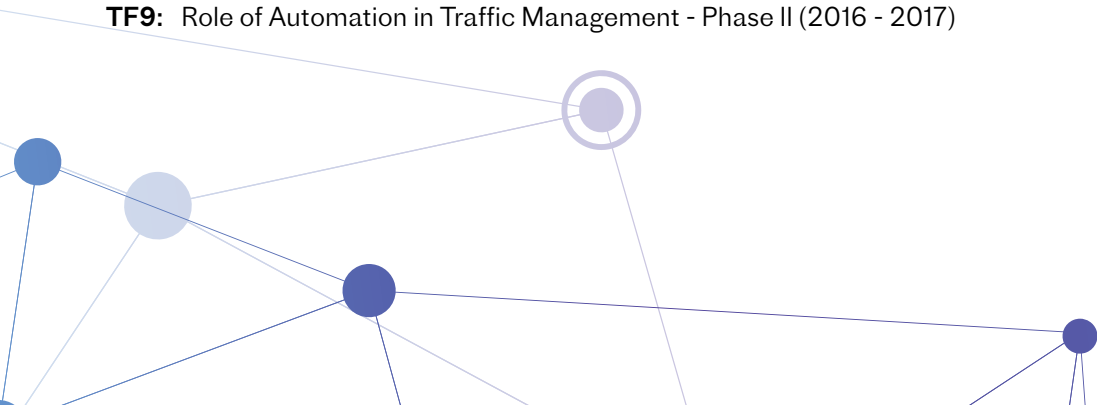 TF9: Role of Automation in Traffic Management - Phase II (2016 - 2017)